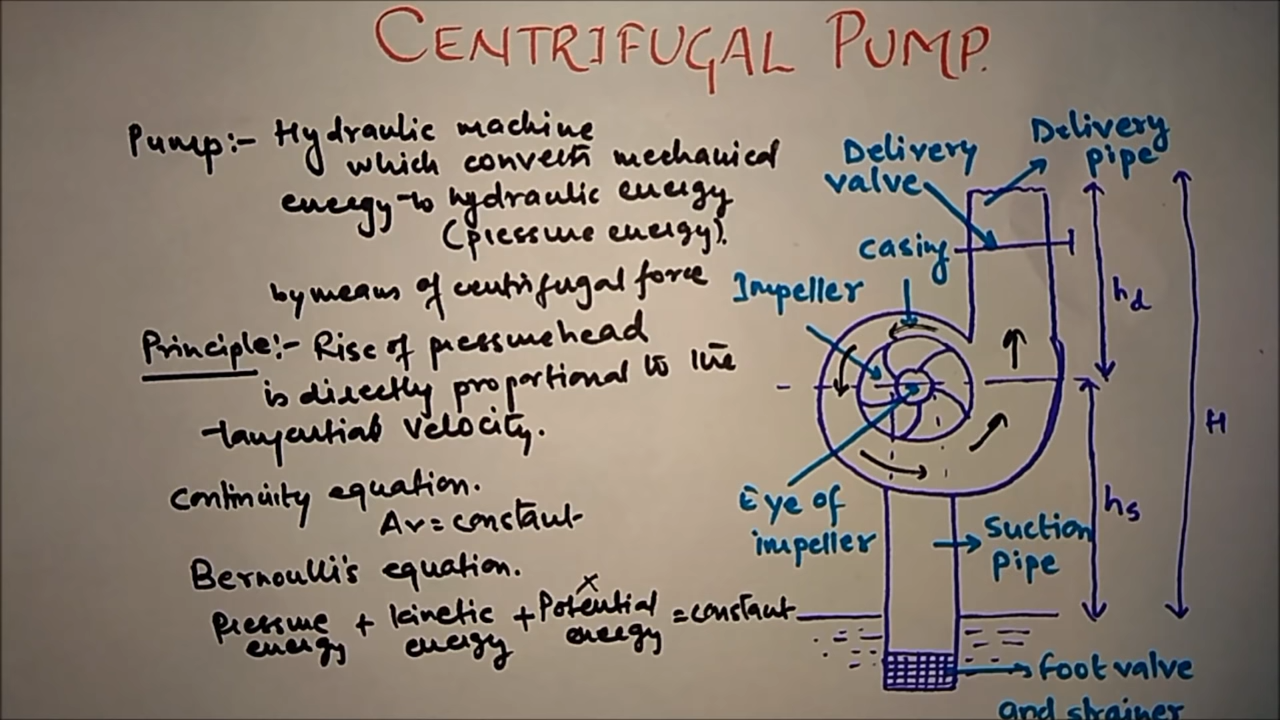 CENTRIFUGAL PUMP.
Pump:- Hydraulic machine
which converts mechanical
energy to hydraulic energy
(pressure energy).
by means of centrifugal force
Principle:- Rise of pressure head
is directly proportional to the
tangential velocity.
Continuity equation.
Av = constant
Bernoulli's equation.
x
pressure + kinetic + Potential = constant
energy energy energy
Delivery
pipe
Delivery
valve
casing
Impeller
hd
H
Eye of
impeller
hs
Suction
pipe
foot valve
and strainer